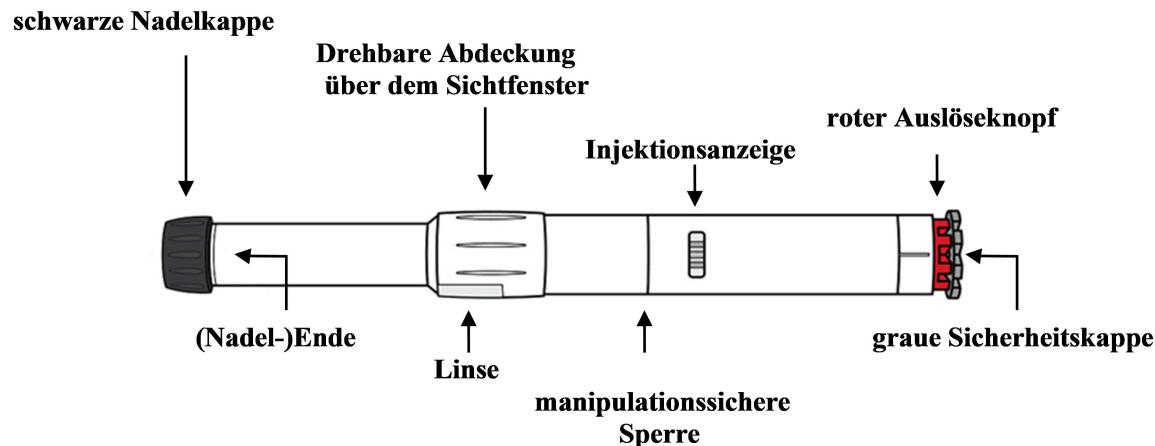 schwarze Nadelkappe
Drehbare Abdeckung
über dem Sichtfenster
Injektionsanzeige
roter Auslöseknopf
(Nadel-)Ende
Linse
manipulationssichere
Sperre
graue Sicherheitskappe